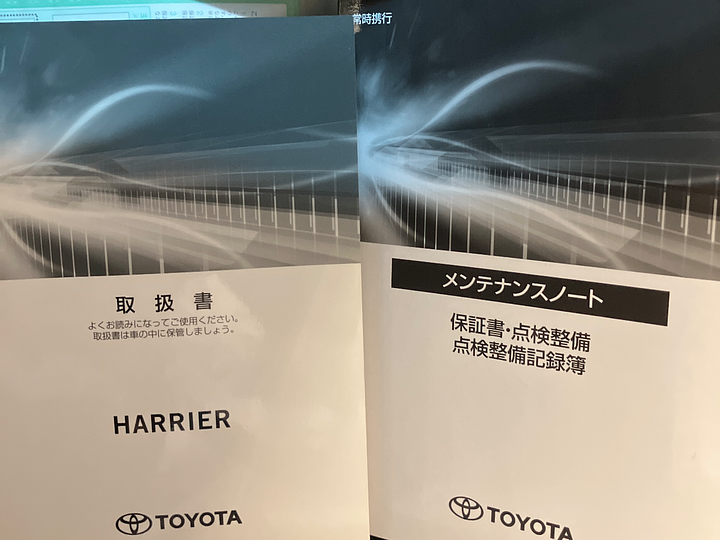 取扱書
よくお読みになってご使用ください。
取扱書は車の中に保管しましょう。
HARRIER
TOYOTA
常時携行
メンテナンスノート
保証書・点検整備
点検整備記録簿
TOYOTA